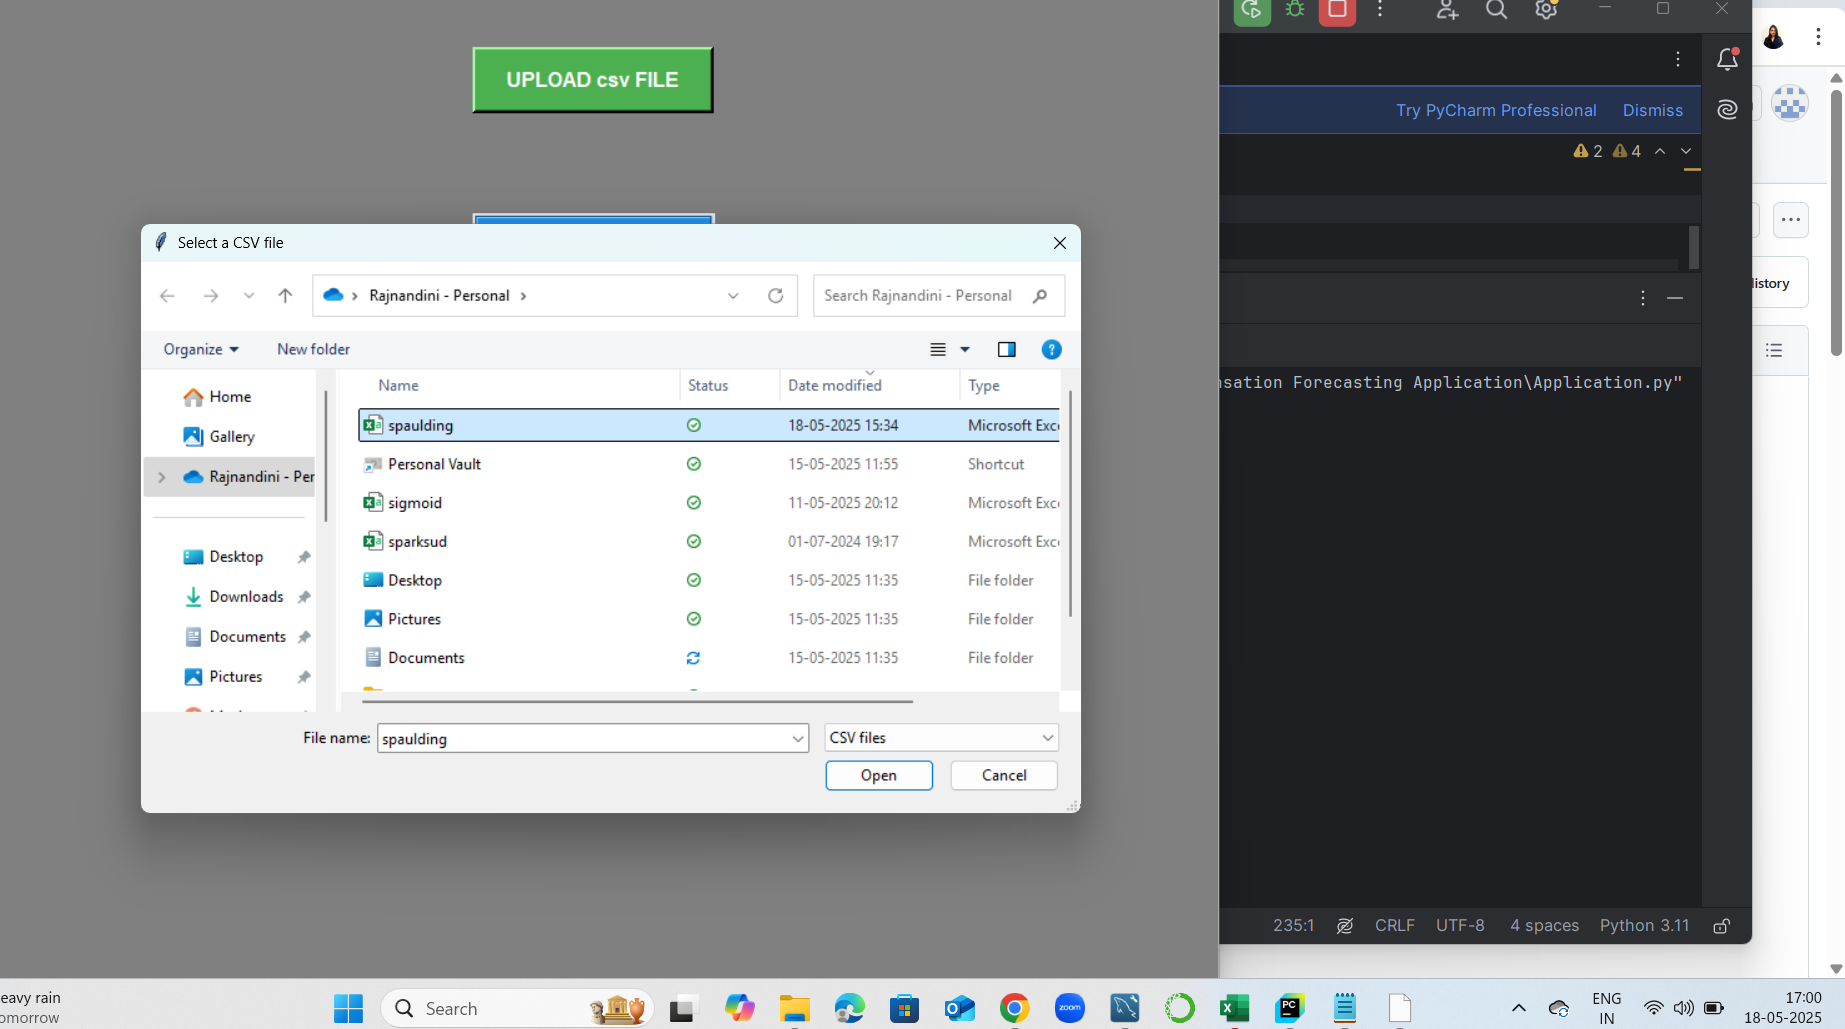 UPLOAD csv FILE
Try PyCharm Professional Dismiss
2 4
Select a CSV file
Rajnandini - Personal
Search Rajnandini - Personal
Organize New folder
Name Status Date modified Type
Home
Gallery
Rajnandini - Per
Desktop
Downloads
Documents
Pictures
spaulding 18-05-2025 15:34 Microsoft Exc
Personal Vault 15-05-2025 11:55 Shortcut
sigmoid 11-05-2025 20:12 Microsoft Exc
sparksud 01-07-2024 19:17 Microsoft Exc
Desktop 15-05-2025 11:35 File folder
Pictures 15-05-2025 11:35 File folder
Documents 15-05-2025 11:35 File folder
File name: spaulding CSV files
Open Cancel
istory
nsation Forecasting Application\Application.py"
235:1 CRLF UTF-8 4 spaces Python 3.11
eavy rain
omorrow
Search
zoom
PC
ENG
IN
17:00
18-05-2025